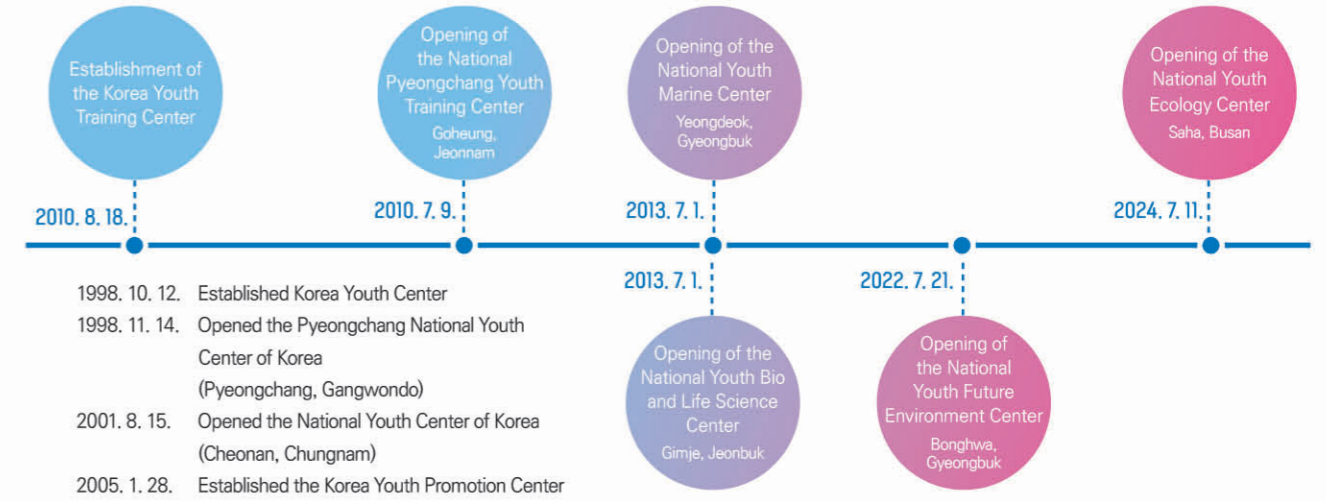 Establishment of
the Korea Youth
Training Center
2010. 8. 18.
Opening of
the National
Pyeongchang Youth
Training Center
Goheung,
Jeonnam
2010. 7. 9.
Opening of the
National Youth
Marine Center
Yeongdeok,
Gyeongbuk
2013. 7. 1.
Opening of the
National Youth
Ecology Center
Saha, Busan
2024. 7. 11.
2013. 7. 1.
Opening of the
National Youth Bio
and Life Science
Center
Gimje, Jeonbuk
2022. 7. 21.
Opening of
the National
Youth Future
Environment Center
Bonghwa,
Gyeongbuk
1998. 10. 12. Established Korea Youth Center
1998. 11. 14. Opened the Pyeongchang National Youth
Center of Korea
(Pyeongchang, Gangwondo)
2001. 8. 15. Opened the National Youth Center of Korea
(Cheonan, Chungnam)
2005. 1. 28. Established the Korea Youth Promotion Center